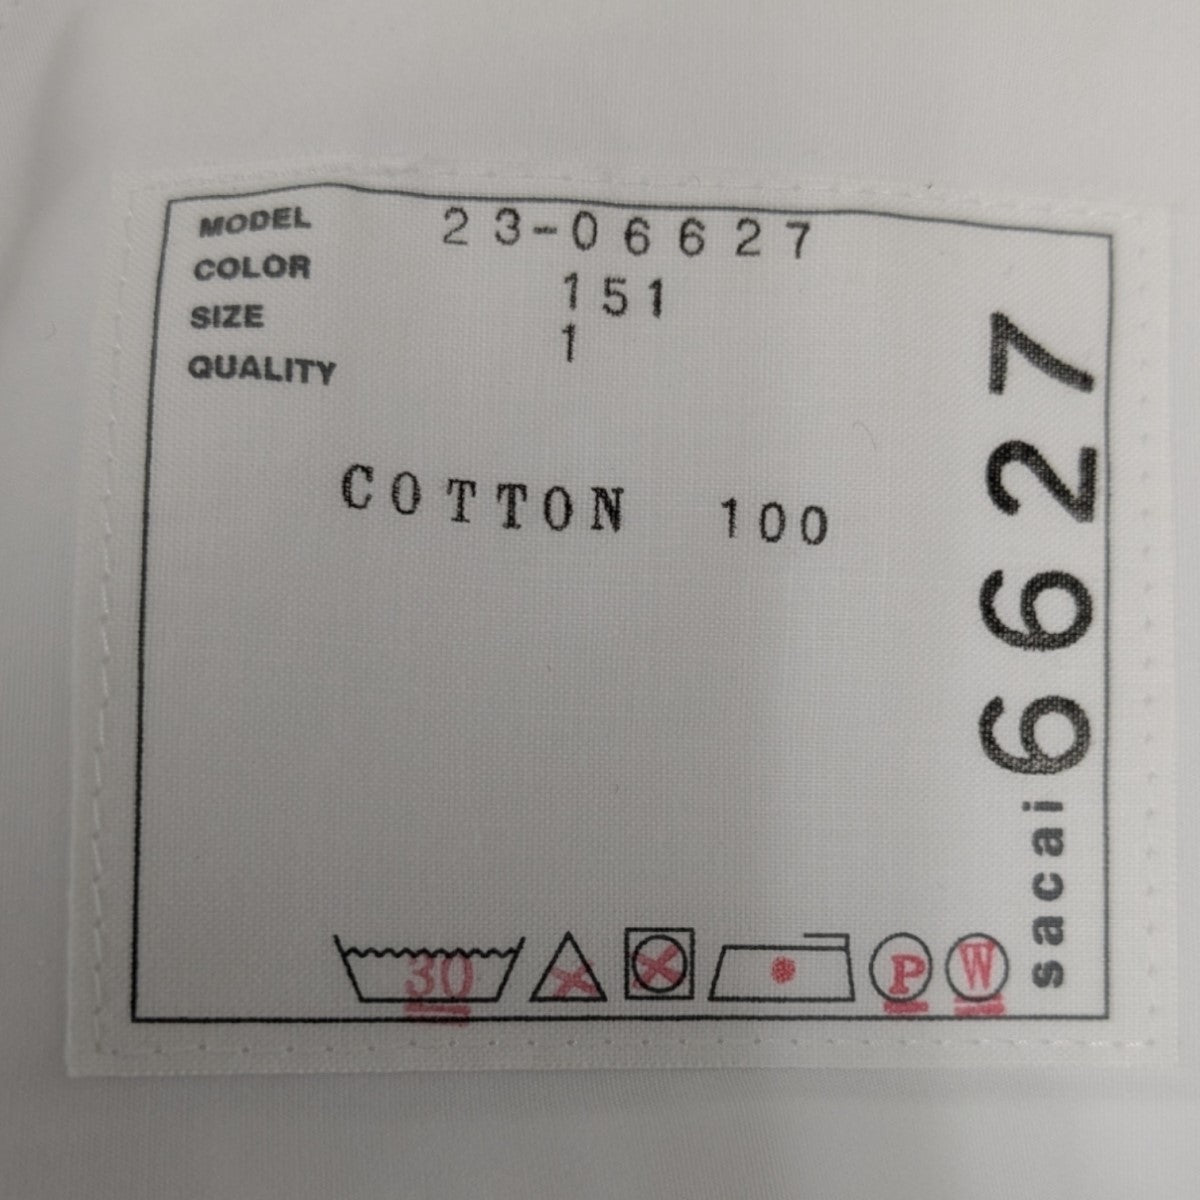 MODEL 23-06627
COLOR 151
SIZE 1
QUALITY
COTTON 100
sacai 6627
30
P
W